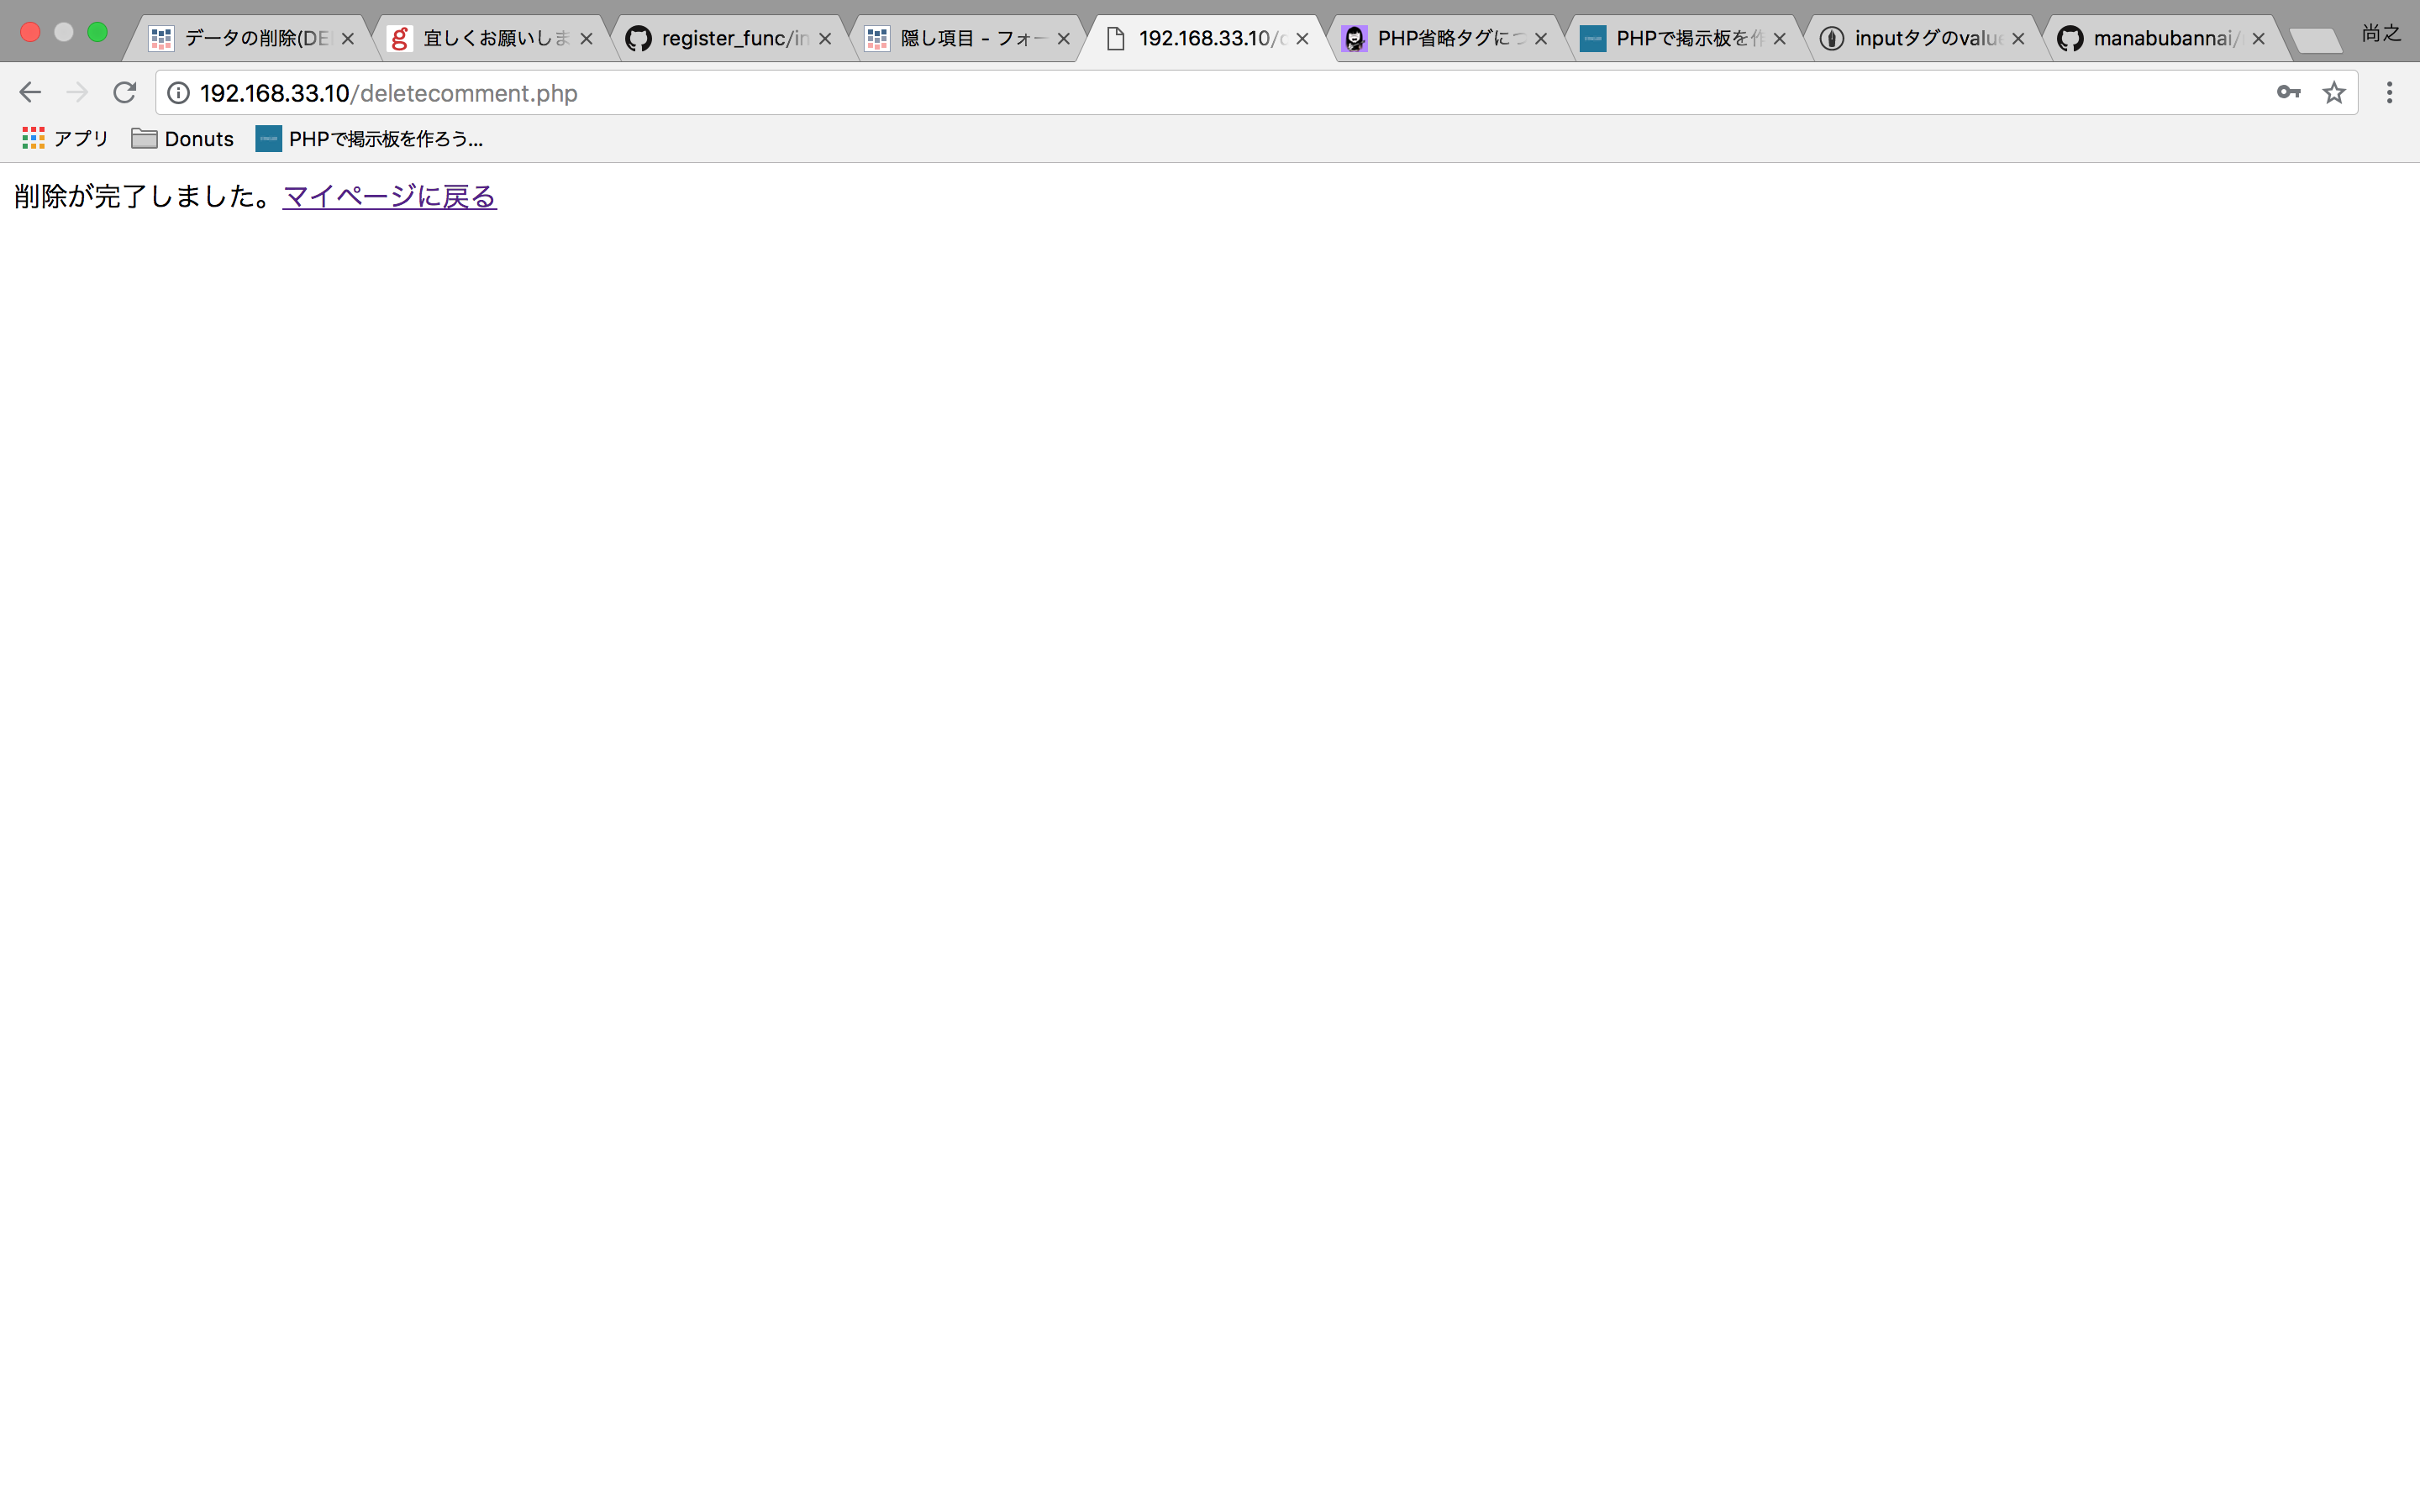 データの削除(DE
宜しくお願いしま
register_func/in
隠し項目 - フォー
192.168.33.10/
PHP省略タグにつ
PHPで掲示板を作
inputタグのvalue
manabubannai/
尚之
192.168.33.10/deletecomment.php
アプリ
Donuts
PHPで掲示板を作ろう...
削除が完了しました。マイページに戻る